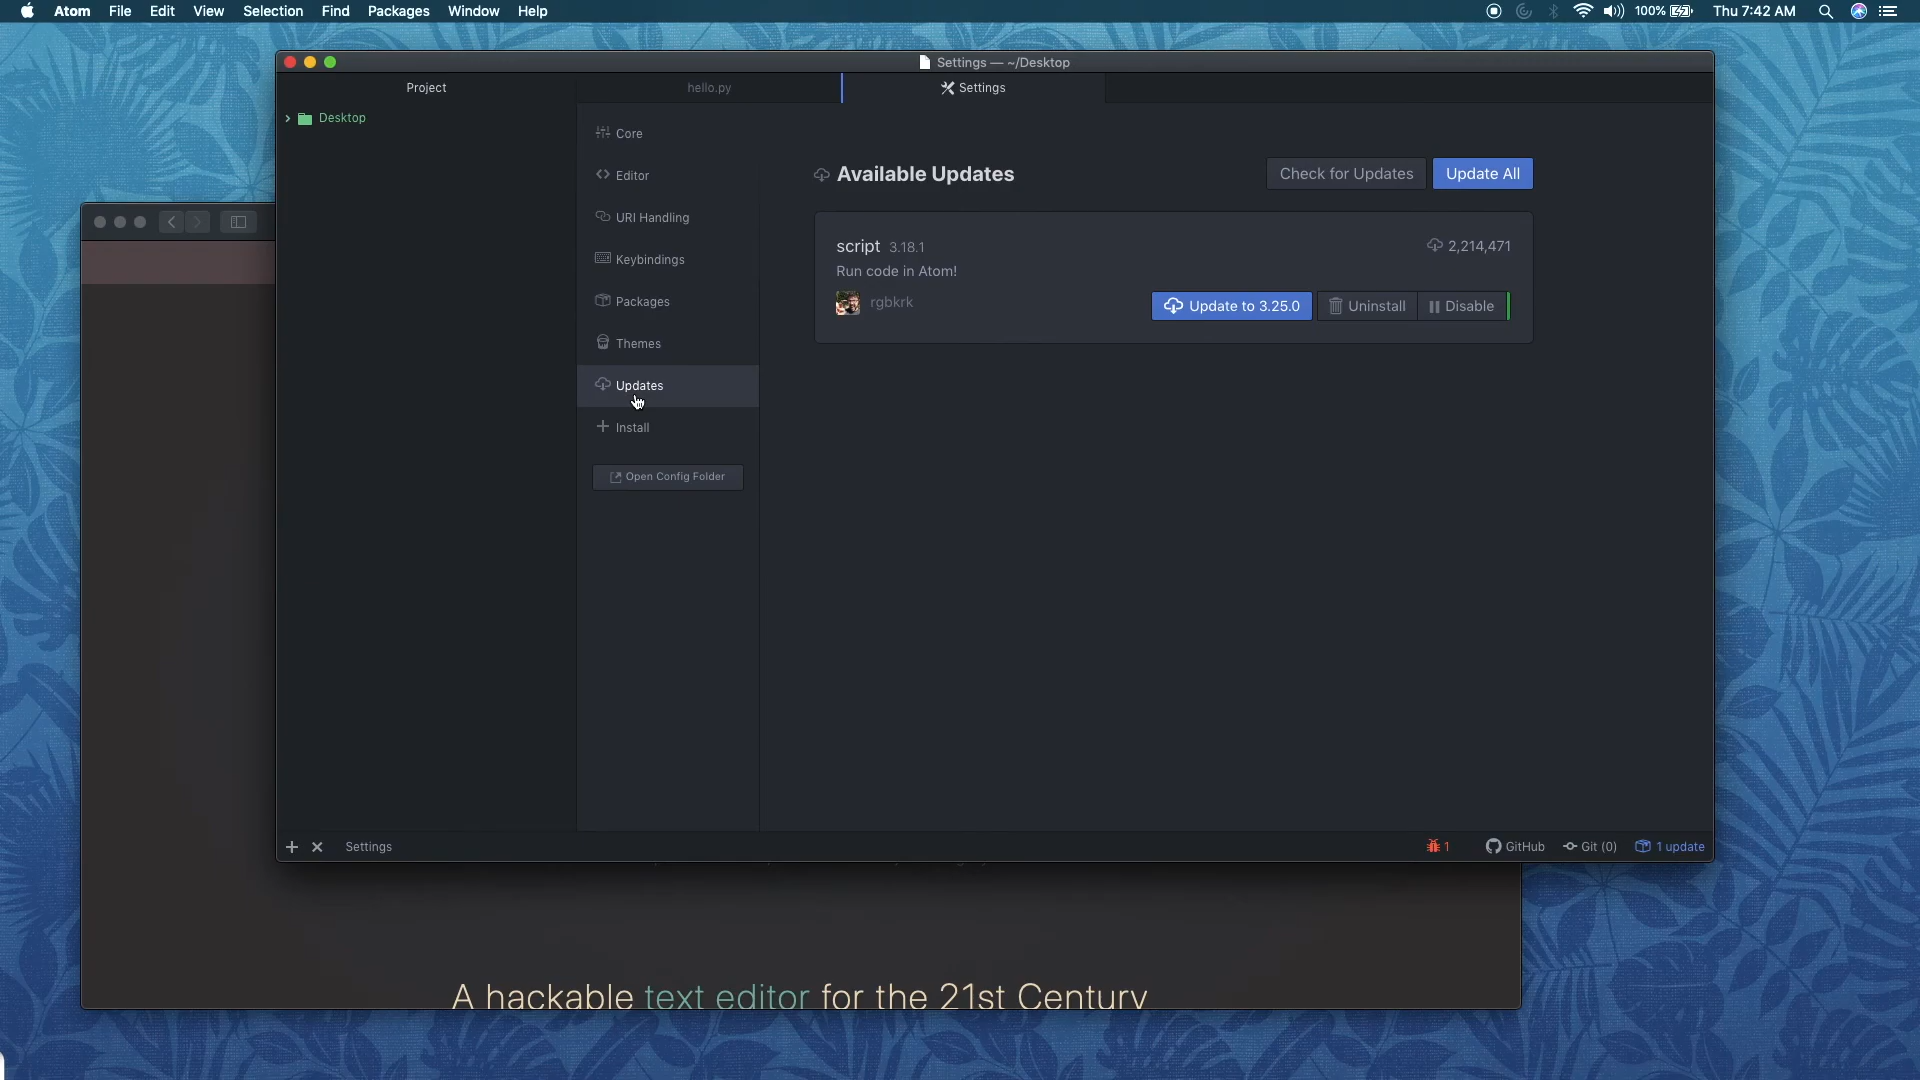 Atom File Edit View Selection Find Packages Window Help
100% Thu 7:42 AM
Settings — ~/Desktop
Project
hello.py
Settings
Desktop
Core
Editor
URI Handling
Keybindings
Packages
Themes
Updates
Install
Open Config Folder
Available Updates
Check for Updates
Update All
script 3.18.1
2,214,471
Run code in Atom!
rgbkrk
Update to 3.25.0
Uninstall
Disable
Settings
1
GitHub
Git (0)
1 update
A hackable text editor for the 21st Century